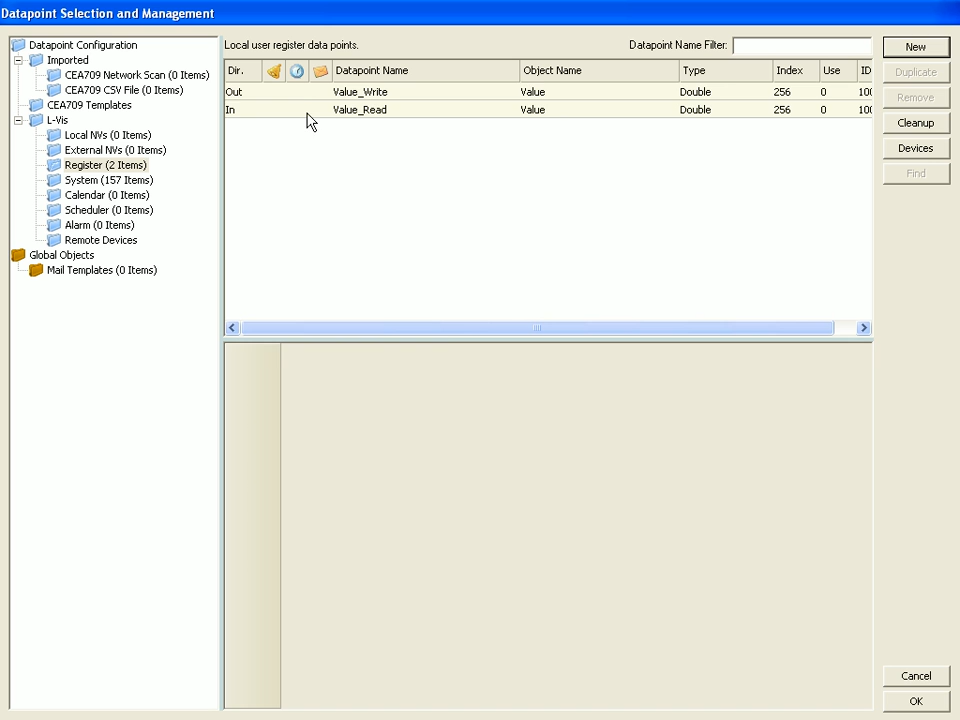 Datapoint Selection and Management
Datapoint Configuration
Imported
CEA709 Network Scan (0 Items)
CEA709 CSV File (0 Items)
CEA709 Templates
L-Vis
Local NVs (0 Items)
External NVs (0 Items)
Register (2 Items)
System (157 Items)
Calendar (0 Items)
Scheduler (0 Items)
Alarm (0 Items)
Remote Devices
Global Objects
Mail Templates (0 Items)
Local user register data points. Datapoint Name Filter:
Dir. Datapoint Name Object Name Type Index Use ID
Out Value_Write Value Double 256 0 100
In Value_Read Value Double 256 0 100
New
Duplicate
Remove
Cleanup
Devices
Find
Cancel
OK